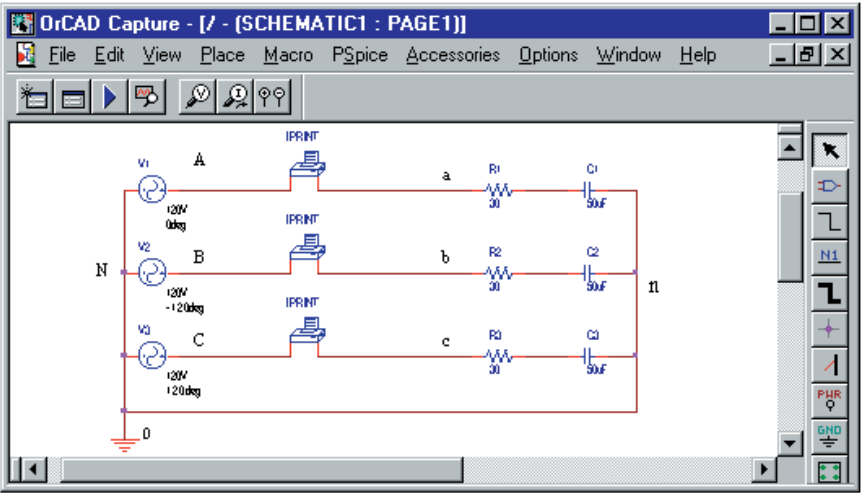 OrCAD Capture - [/ - (SCHEMATIC1 : PAGE1)]
File Edit View Place Macro PSpice Accessories Options Window Help
V1
A
IPRINT
a
R1
C1
120V
0deg
30
50uF
V2
N
B
IPRINT
b
R2
C2
n
120V
-120deg
30
50uF
V3
C
IPRINT
c
R3
C3
120V
120deg
30
50uF
0
N1
PWR
GND
V
I